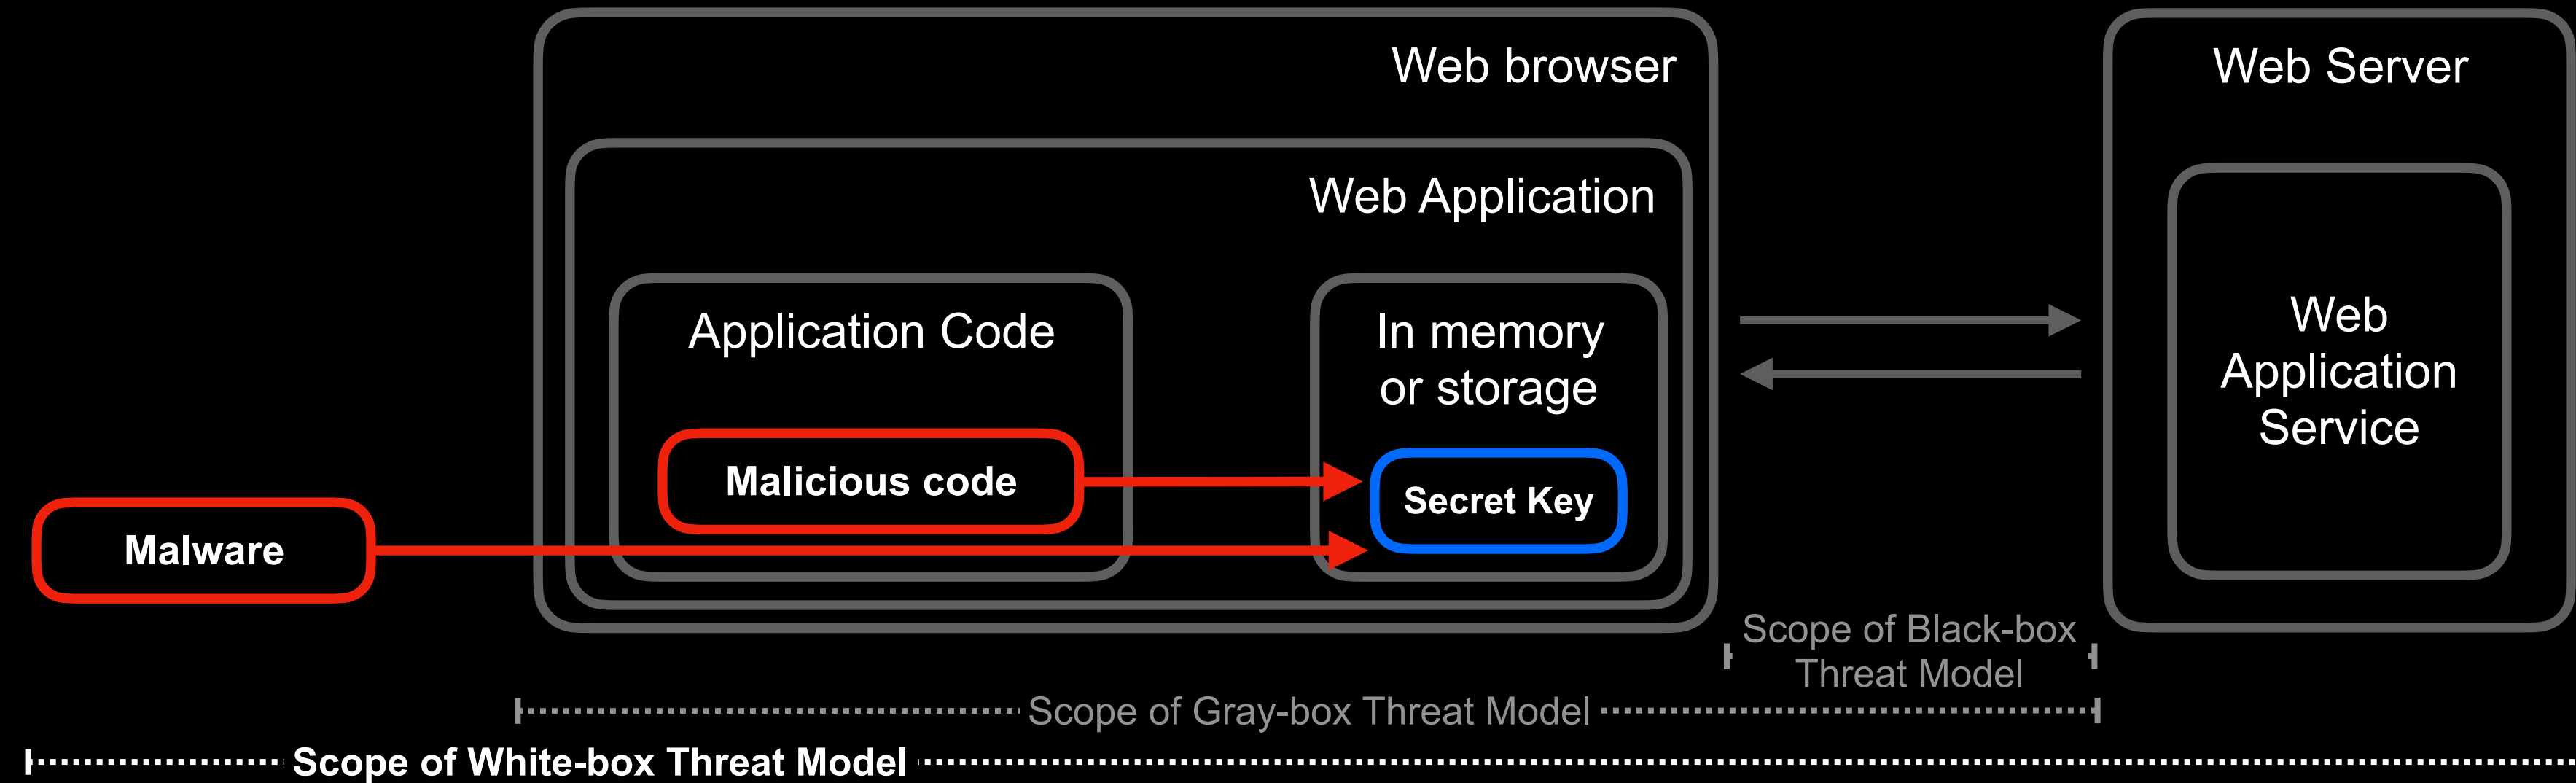 Web browser
Web Server
Web Application
Application Code
In memory
or storage
Web
Application
Service
Malicious code
Secret Key
Malware
Scope of Black-box
Threat Model
Scope of Gray-box Threat Model
Scope of White-box Threat Model